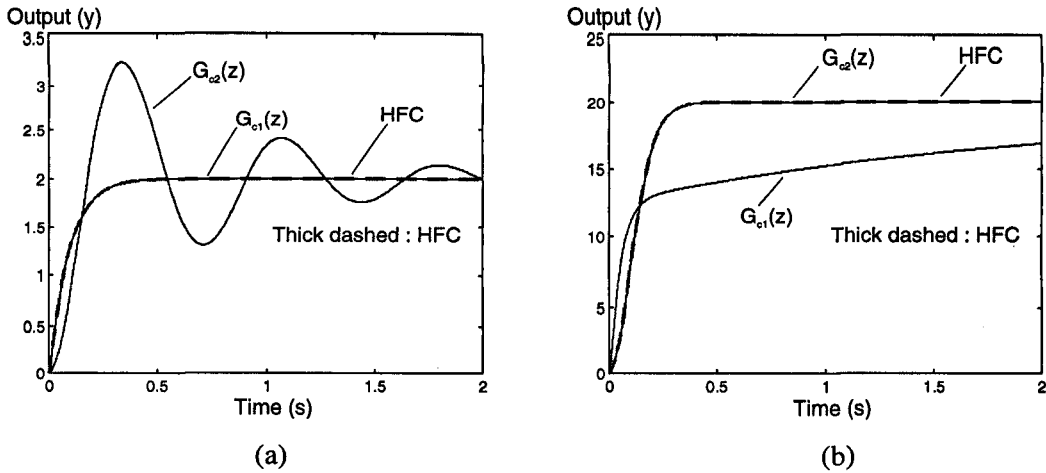 Output (y)
3.5
3
2.5
2
1.5
1
0.5
0
G_c2(z)
G_c1(z)
HFC
Thick dashed : HFC
0 0.5 1 1.5 2
Time (s)
(a)
Output (y)
25
20
15
10
5
0
G_c2(z)
HFC
G_c1(z)
Thick dashed : HFC
0 0.5 1 1.5 2
Time (s)
(b)